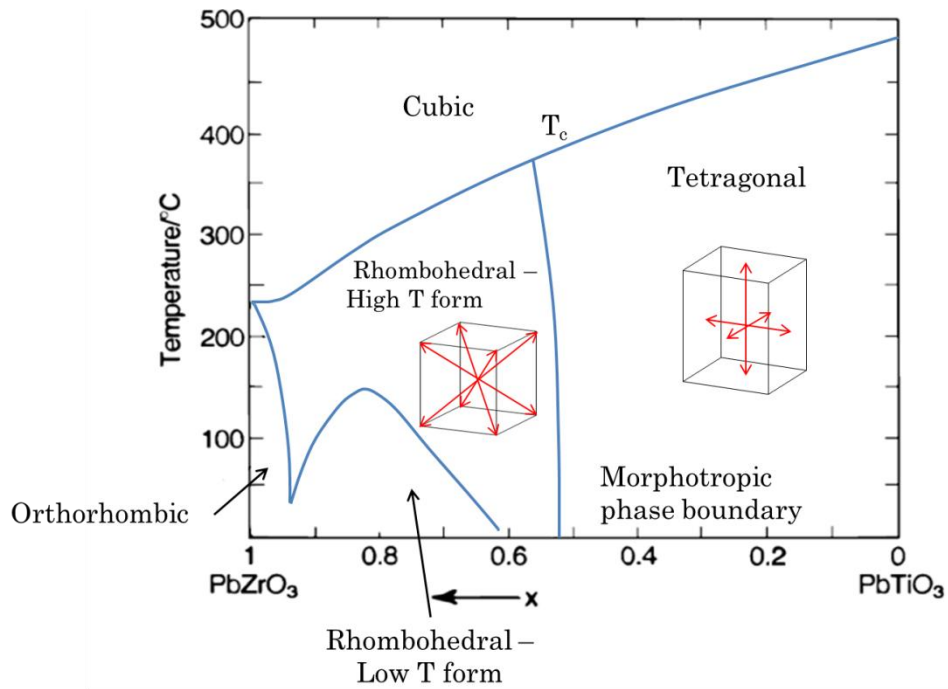 500
400
300
200
100
Temperature/°C
Cubic
T_c
Tetragonal
Rhombohedral –
High T form
Orthorhombic
Morphotropic
phase boundary
1
0.8
0.6
0.4
0.2
0
PbZrO₃
x
PbTiO₃
Rhombohedral –
Low T form